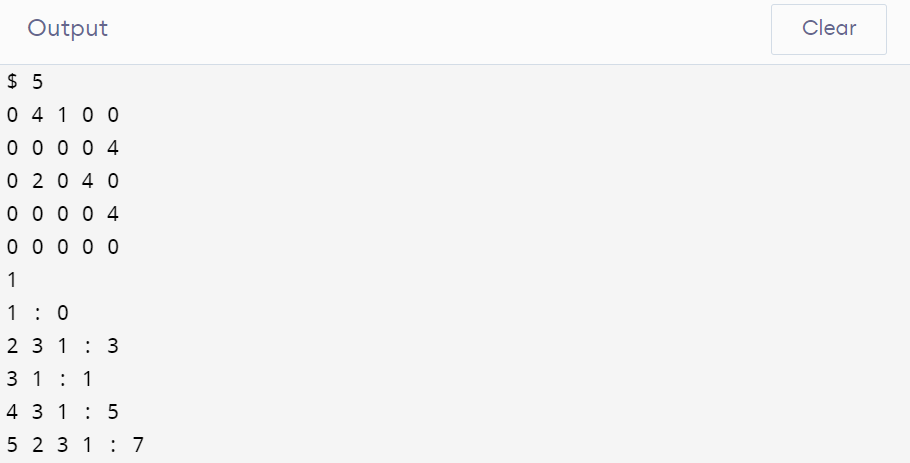 Output
Clear
$ 5
0 4 1 0 0
0 0 0 0 4
0 2 0 4 0
0 0 0 0 4
0 0 0 0 0
1
1 : 0
2 3 1 : 3
3 1 : 1
4 3 1 : 5
5 2 3 1 : 7